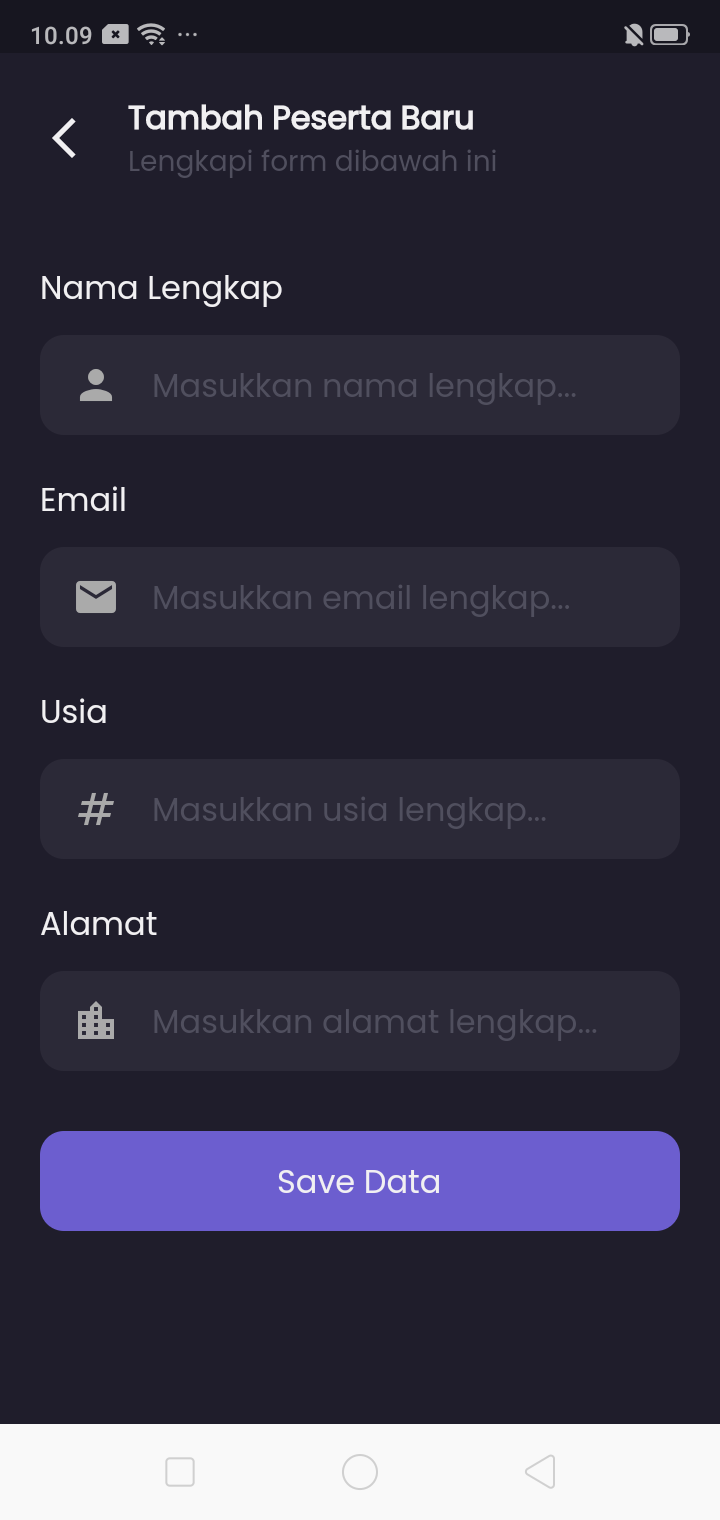 10.09
Tambah Peserta Baru
Lengkapi form dibawah ini
Nama Lengkap
Masukkan nama lengkap...
Email
Masukkan email lengkap...
Usia
# Masukkan usia lengkap...
Alamat
Masukkan alamat lengkap...
Save Data